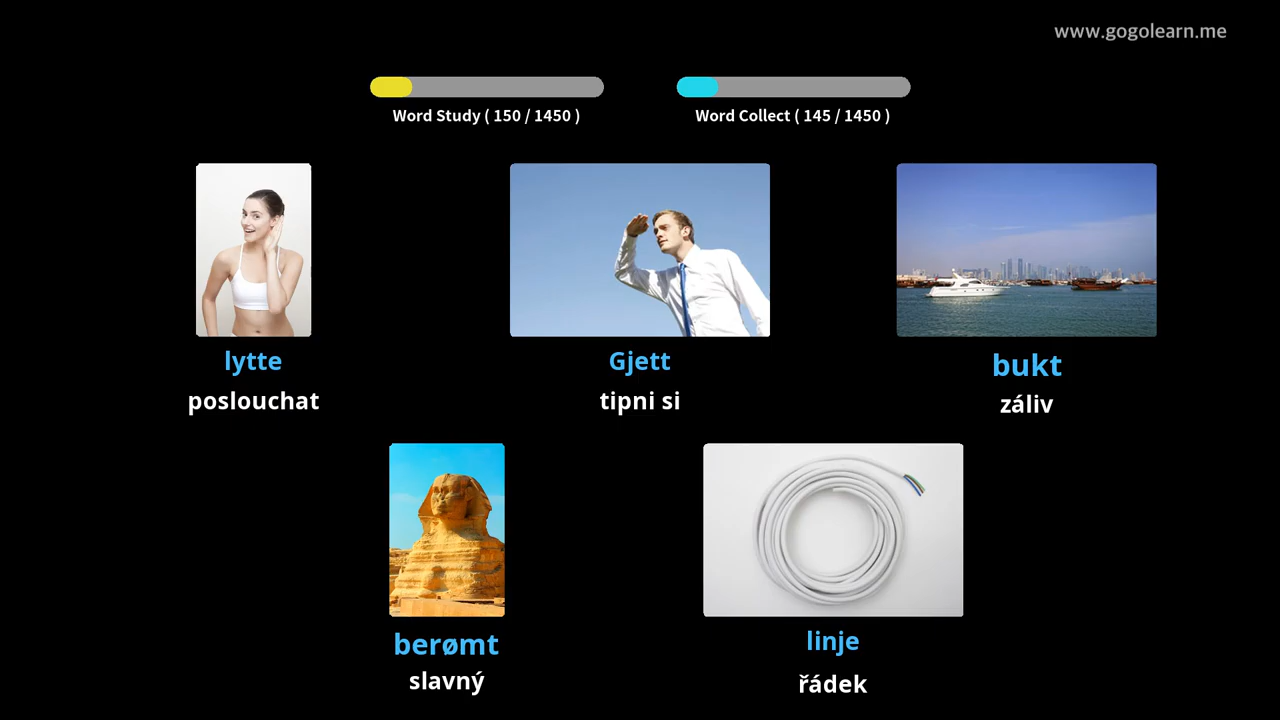 www.gogolearn.me
Word Study ( 150 / 1450 )
Word Collect ( 145 / 1450 )
lytte
poslouchat
Gjett
tipni si
bukt
záliv
berømt
slavný
linje
řádek